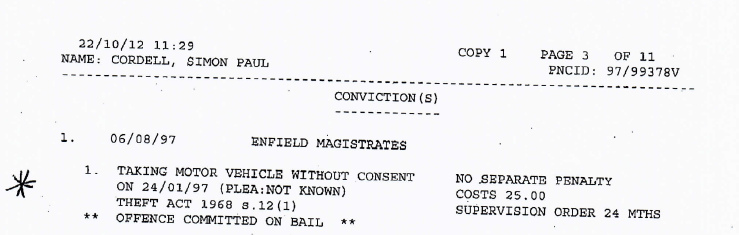 22/10/12 11:29
COPY 1 PAGE 3 OF 11
NAME: CORDELL, SIMON PAUL
PNCID: 97/99378V
CONVICTION(S)
1. 06/08/97 ENFIELD MAGISTRATES
1. TAKING MOTOR VEHICLE WITHOUT CONSENT NO SEPARATE PENALTY
ON 24/01/97 (PLEA:NOT KNOWN) COSTS 25.00
THEFT ACT 1968 s.12(1) SUPERVISION ORDER 24 MTHS
** OFFENCE COMMITTED ON BAIL **